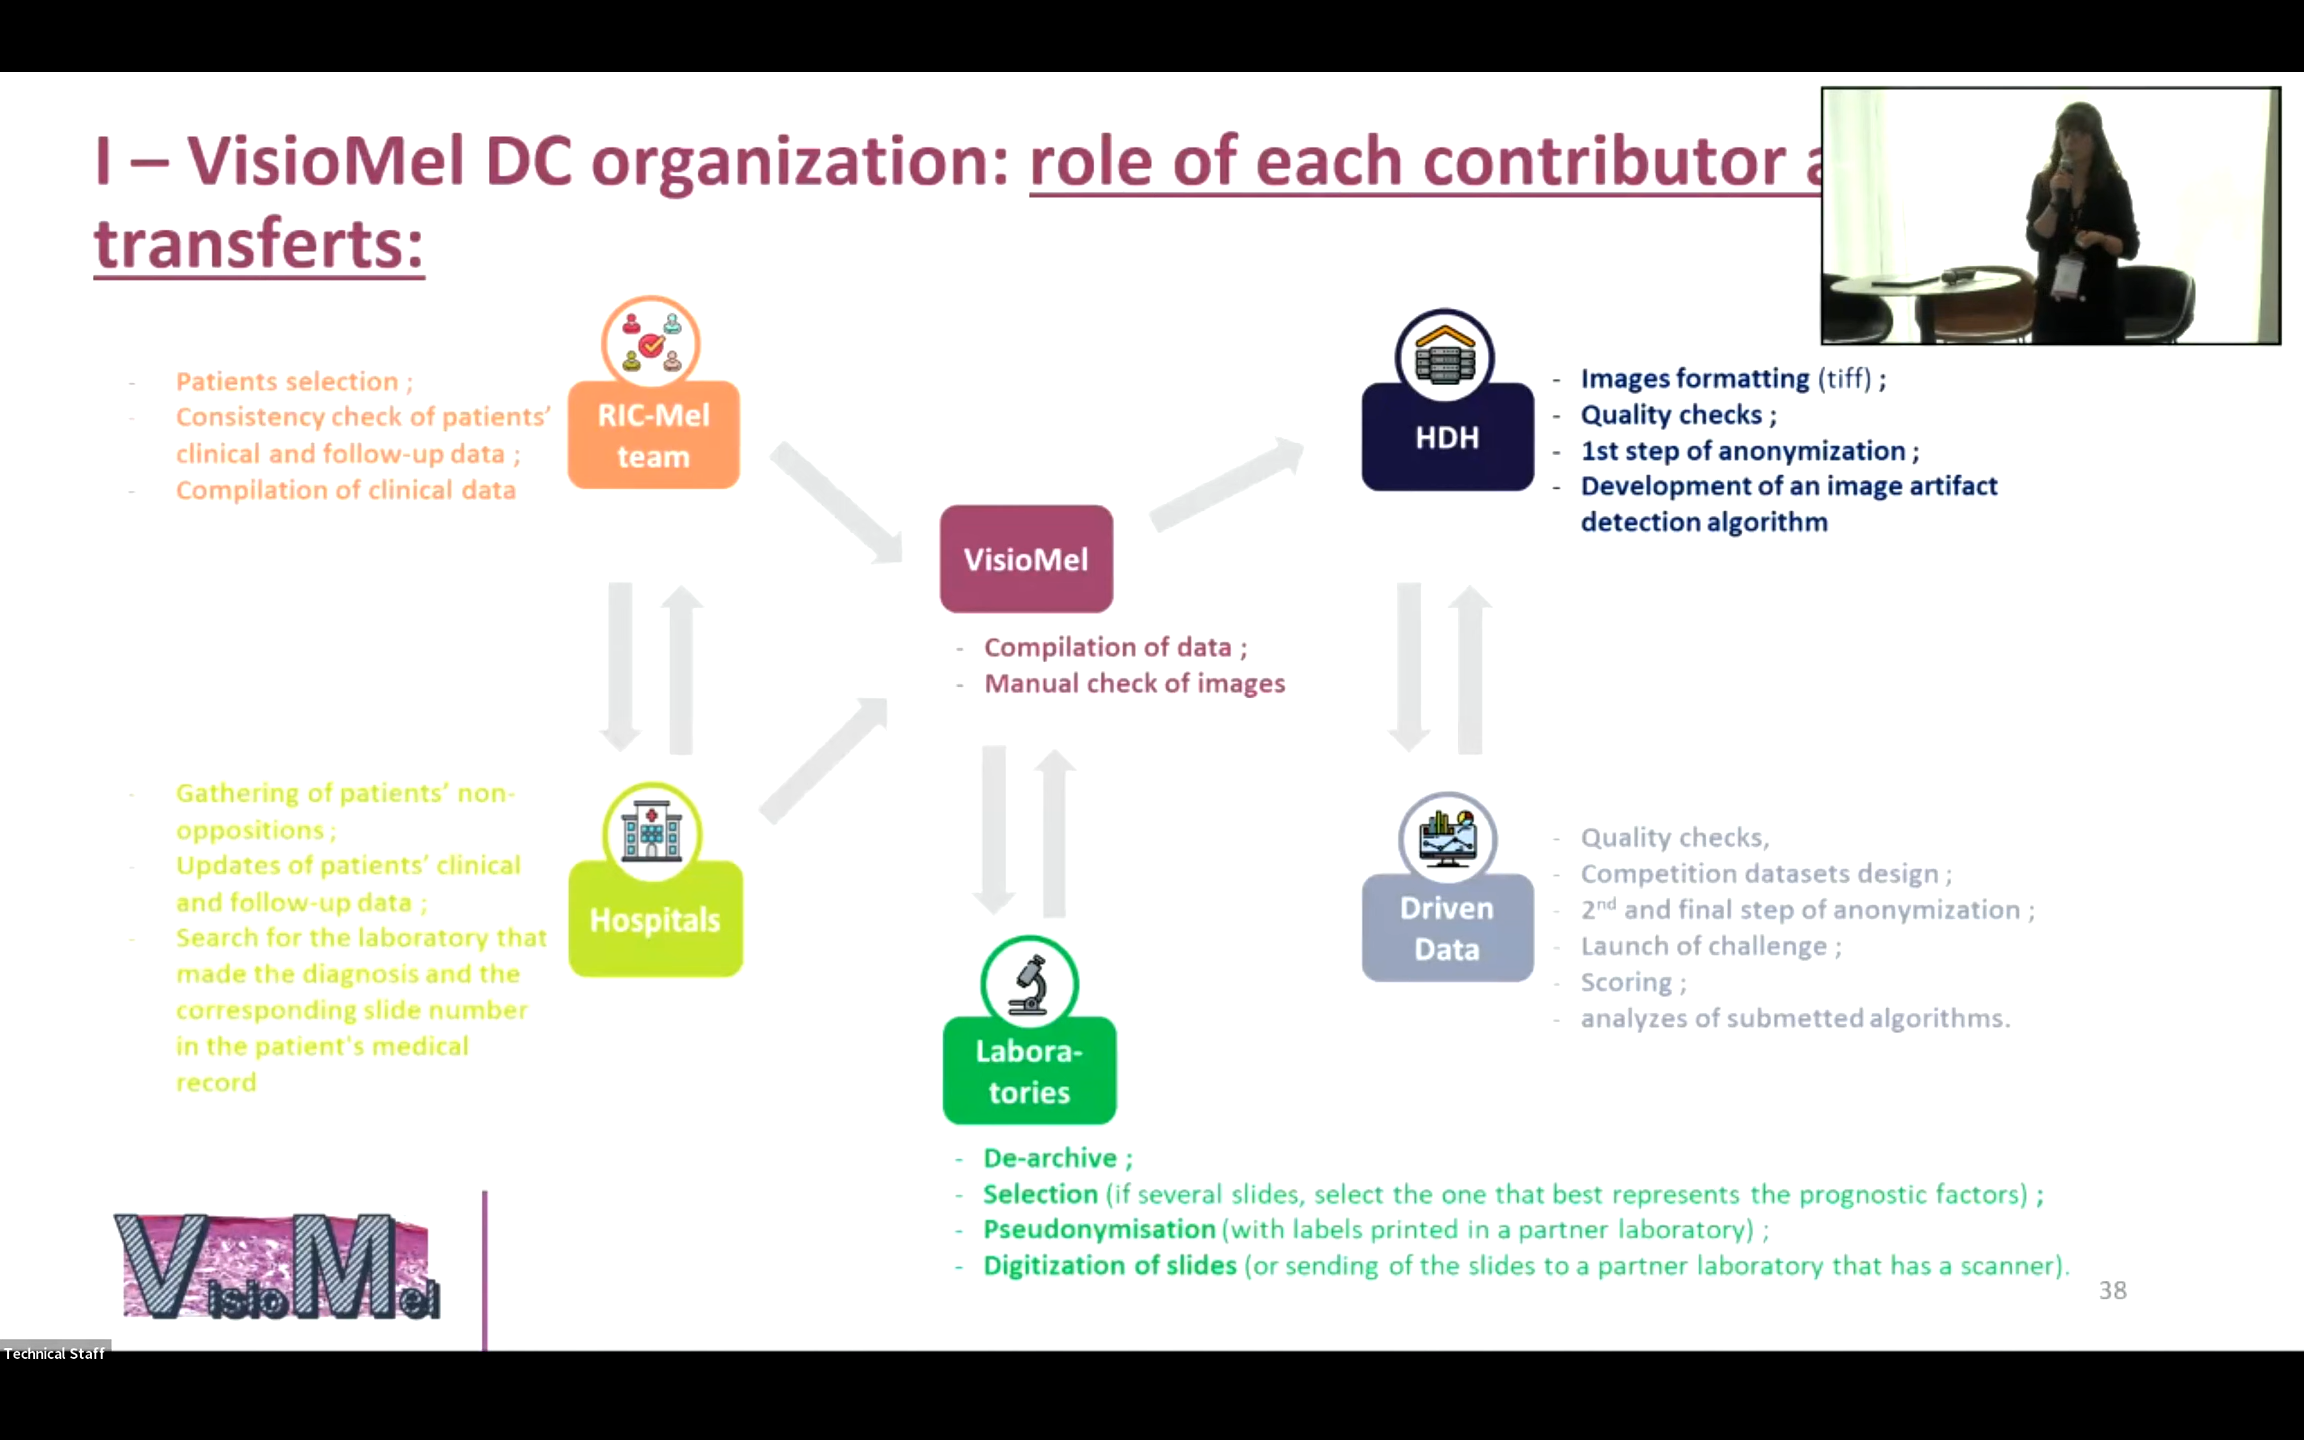 I – VisioMel DC organization: role of each contributor
transferts:
- Patients selection ;
- Consistency check of patients’
clinical and follow-up data ;
- Compilation of clinical data
RIC-Mel
team
HDH
- Images formatting (tiff) ;
- Quality checks ;
- 1st step of anonymization ;
- Development of an image artifact
detection algorithm
VisioMel
- Compilation of data ;
- Manual check of images
- Gathering of patients’ non-
oppositions ;
- Updates of patients’ clinical
and follow-up data ;
- Search for the laboratory that
made the diagnosis and the
corresponding slide number
in the patient's medical
record
Hospitals
Driven
Data
- Quality checks,
- Competition datasets design ;
- 2nd and final step of anonymization ;
- Launch of challenge ;
- Scoring ;
- analyzes of submetted algorithms.
Labora-
tories
- De-archive ;
- Selection (if several slides, select the one that best represents the prognostic factors) ;
- Pseudonymisation (with labels printed in a partner laboratory) ;
- Digitization of slides (or sending of the slides to a partner laboratory that has a scanner).
VisioMel
38
Technical Staff